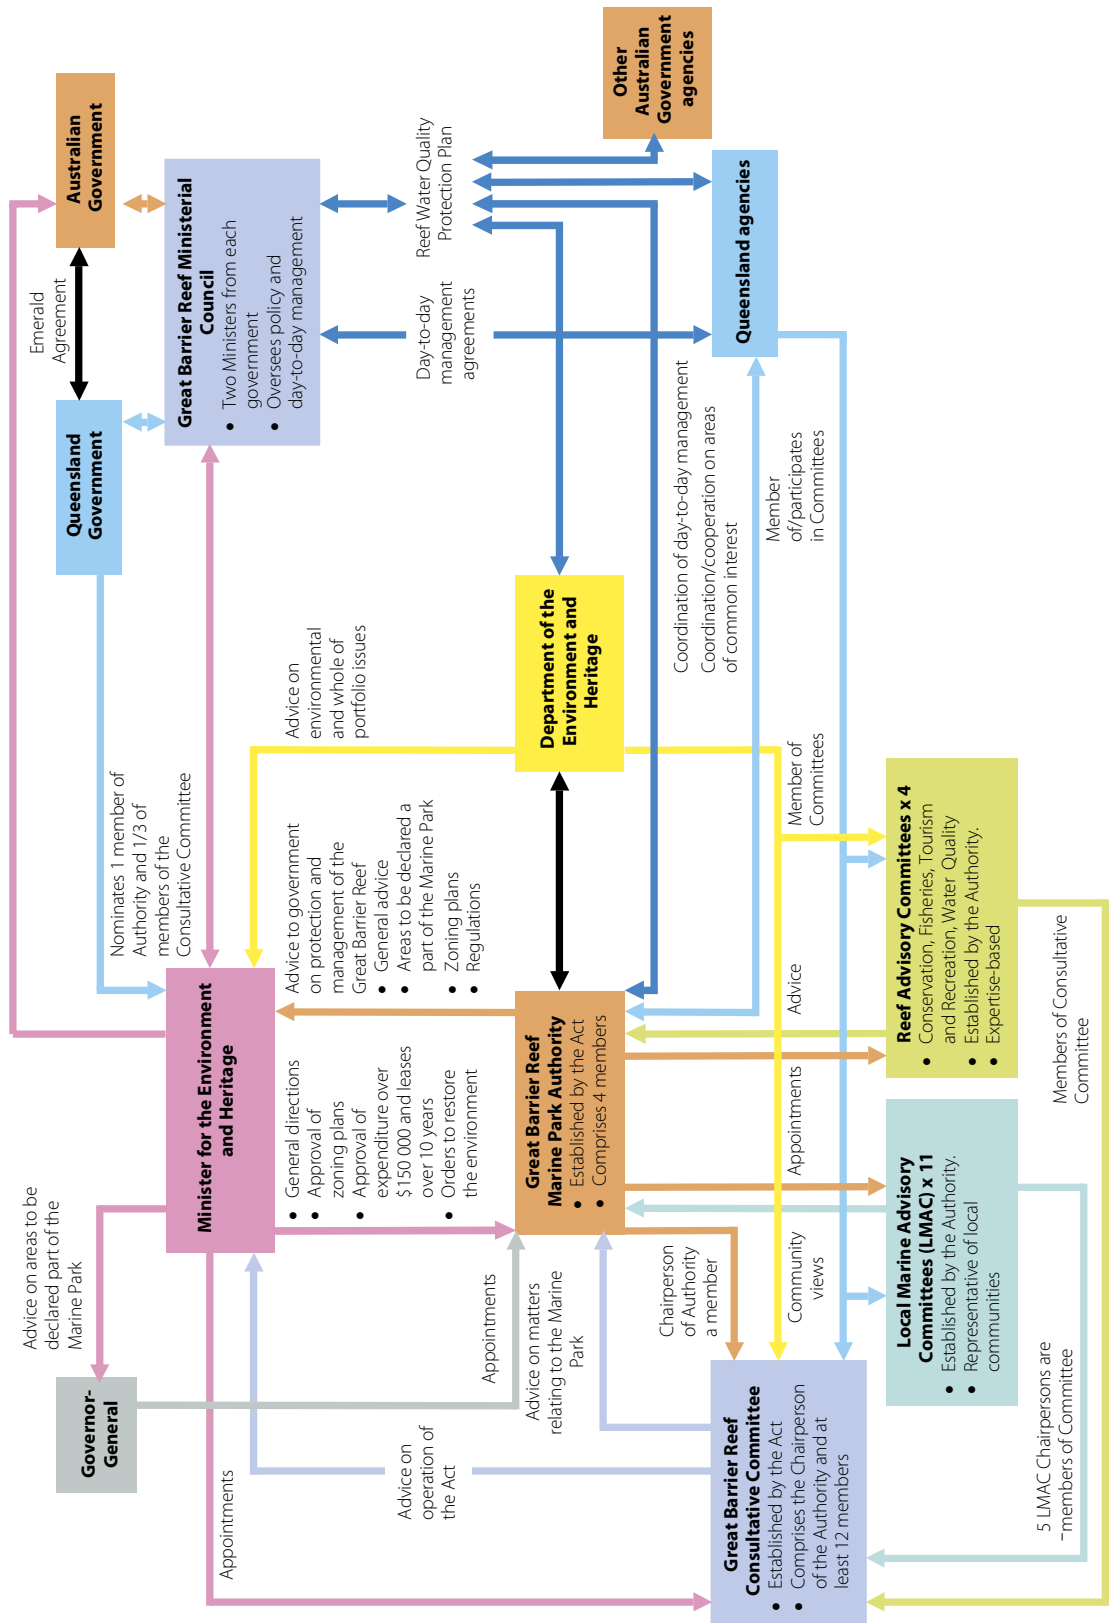 Governor-
General
Advice on areas to be
declared part of the
Marine Park
Emerald
Agreement
Queensland
Government
Australian
Government
Appointments
Minister for the Environment
and Heritage
Nominates 1 member of
Authority and 1/3 of
members of the
Consultative Committee
Great Barrier Reef Ministerial
Council
• Two Ministers from each
government
• Oversees policy and
day-to-day management
Advice on
operation of
the Act
Appointments
• General directions
• Approval of
zoning plans
• Approval of
expenditure over
$150 000 and leases
over 10 years
• Orders to restore
the environment
Advice to government
on protection and
management of the
Great Barrier Reef
• General advice
• Areas to be declared a
part of the Marine Park
• Zoning plans
• Regulations
Advice on
environmental
and whole of
portfolio issues
Day-to-day
management
agreements
Reef Water Quality
Protection Plan
Advice on matters
relating to the Marine
Park
Great Barrier Reef
Marine Park Authority
• Established by the Act
• Comprises 4 members
Department of the
Environment and
Heritage
Other
Australian
Government
agencies
Chairperson
of Authority
a member
Coordination of day-to-day management
Coordination/cooperation on areas
of common interest
Queensland agencies
Great Barrier Reef
Consultative Committee
• Established by the Act
• Comprises the Chairperson
of the Authority and at
least 12 members
Community
views
Appointments
Advice
Member of
Committees
Member
of/participates
in Committees
Local Marine Advisory
Committees (LMAC) x 11
• Established by the Authority.
• Representative of local
communities
Reef Advisory Committees x 4
• Conservation, Fisheries, Tourism
and Recreation, Water Quality
• Established by the Authority.
• Expertise-based
5 LMAC Chairpersons are
members of Committee
Members of Consultative
Committee